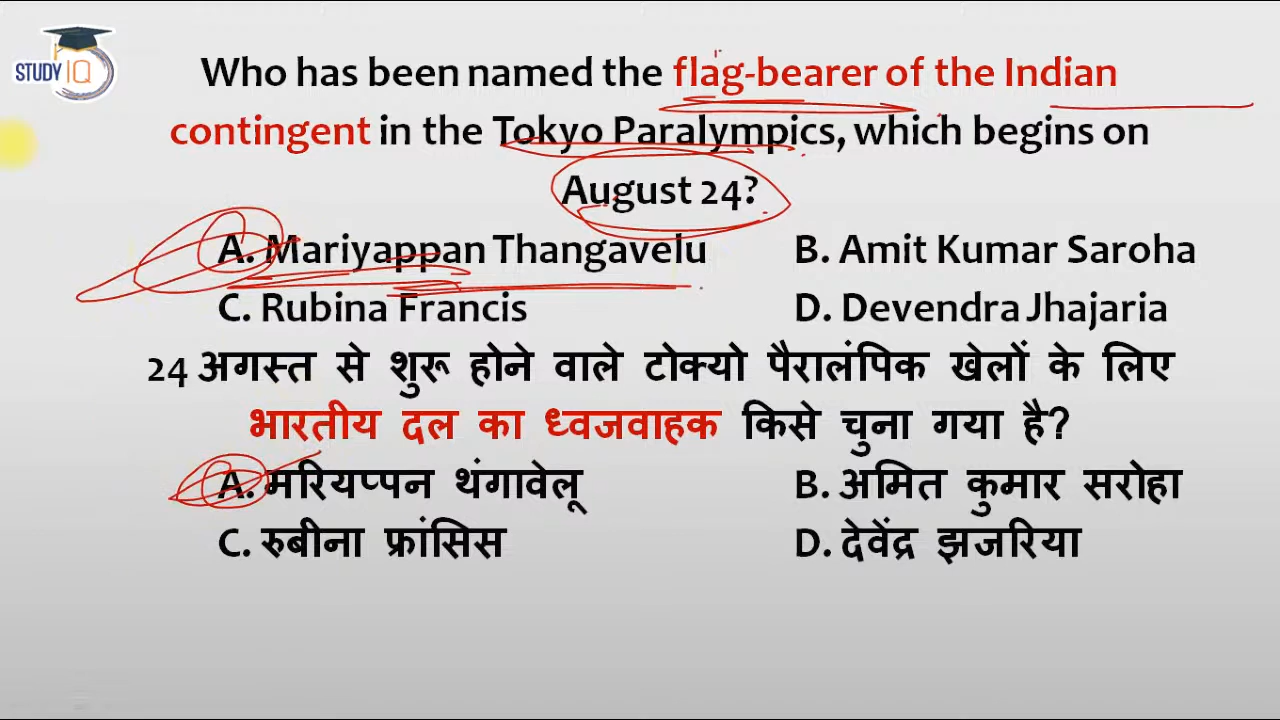 STUDY IQ
Who has been named the flag-bearer of the Indian
contingent in the Tokyo Paralympics, which begins on
August 24?
A. Mariyappan Thangavelu B. Amit Kumar Saroha
C. Rubina Francis D. Devendra Jhajaria
24 अगस्त से शुरू होने वाले टोक्यो पैरालंपिक खेलों के लिए
भारतीय दल का ध्वजवाहक किसे चुना गया है?
A. मरियप्पन थंगावेलू B. अमित कुमार सरोहा
C. रुबीना फ्रांसिस D. देवेंद्र झजरिया